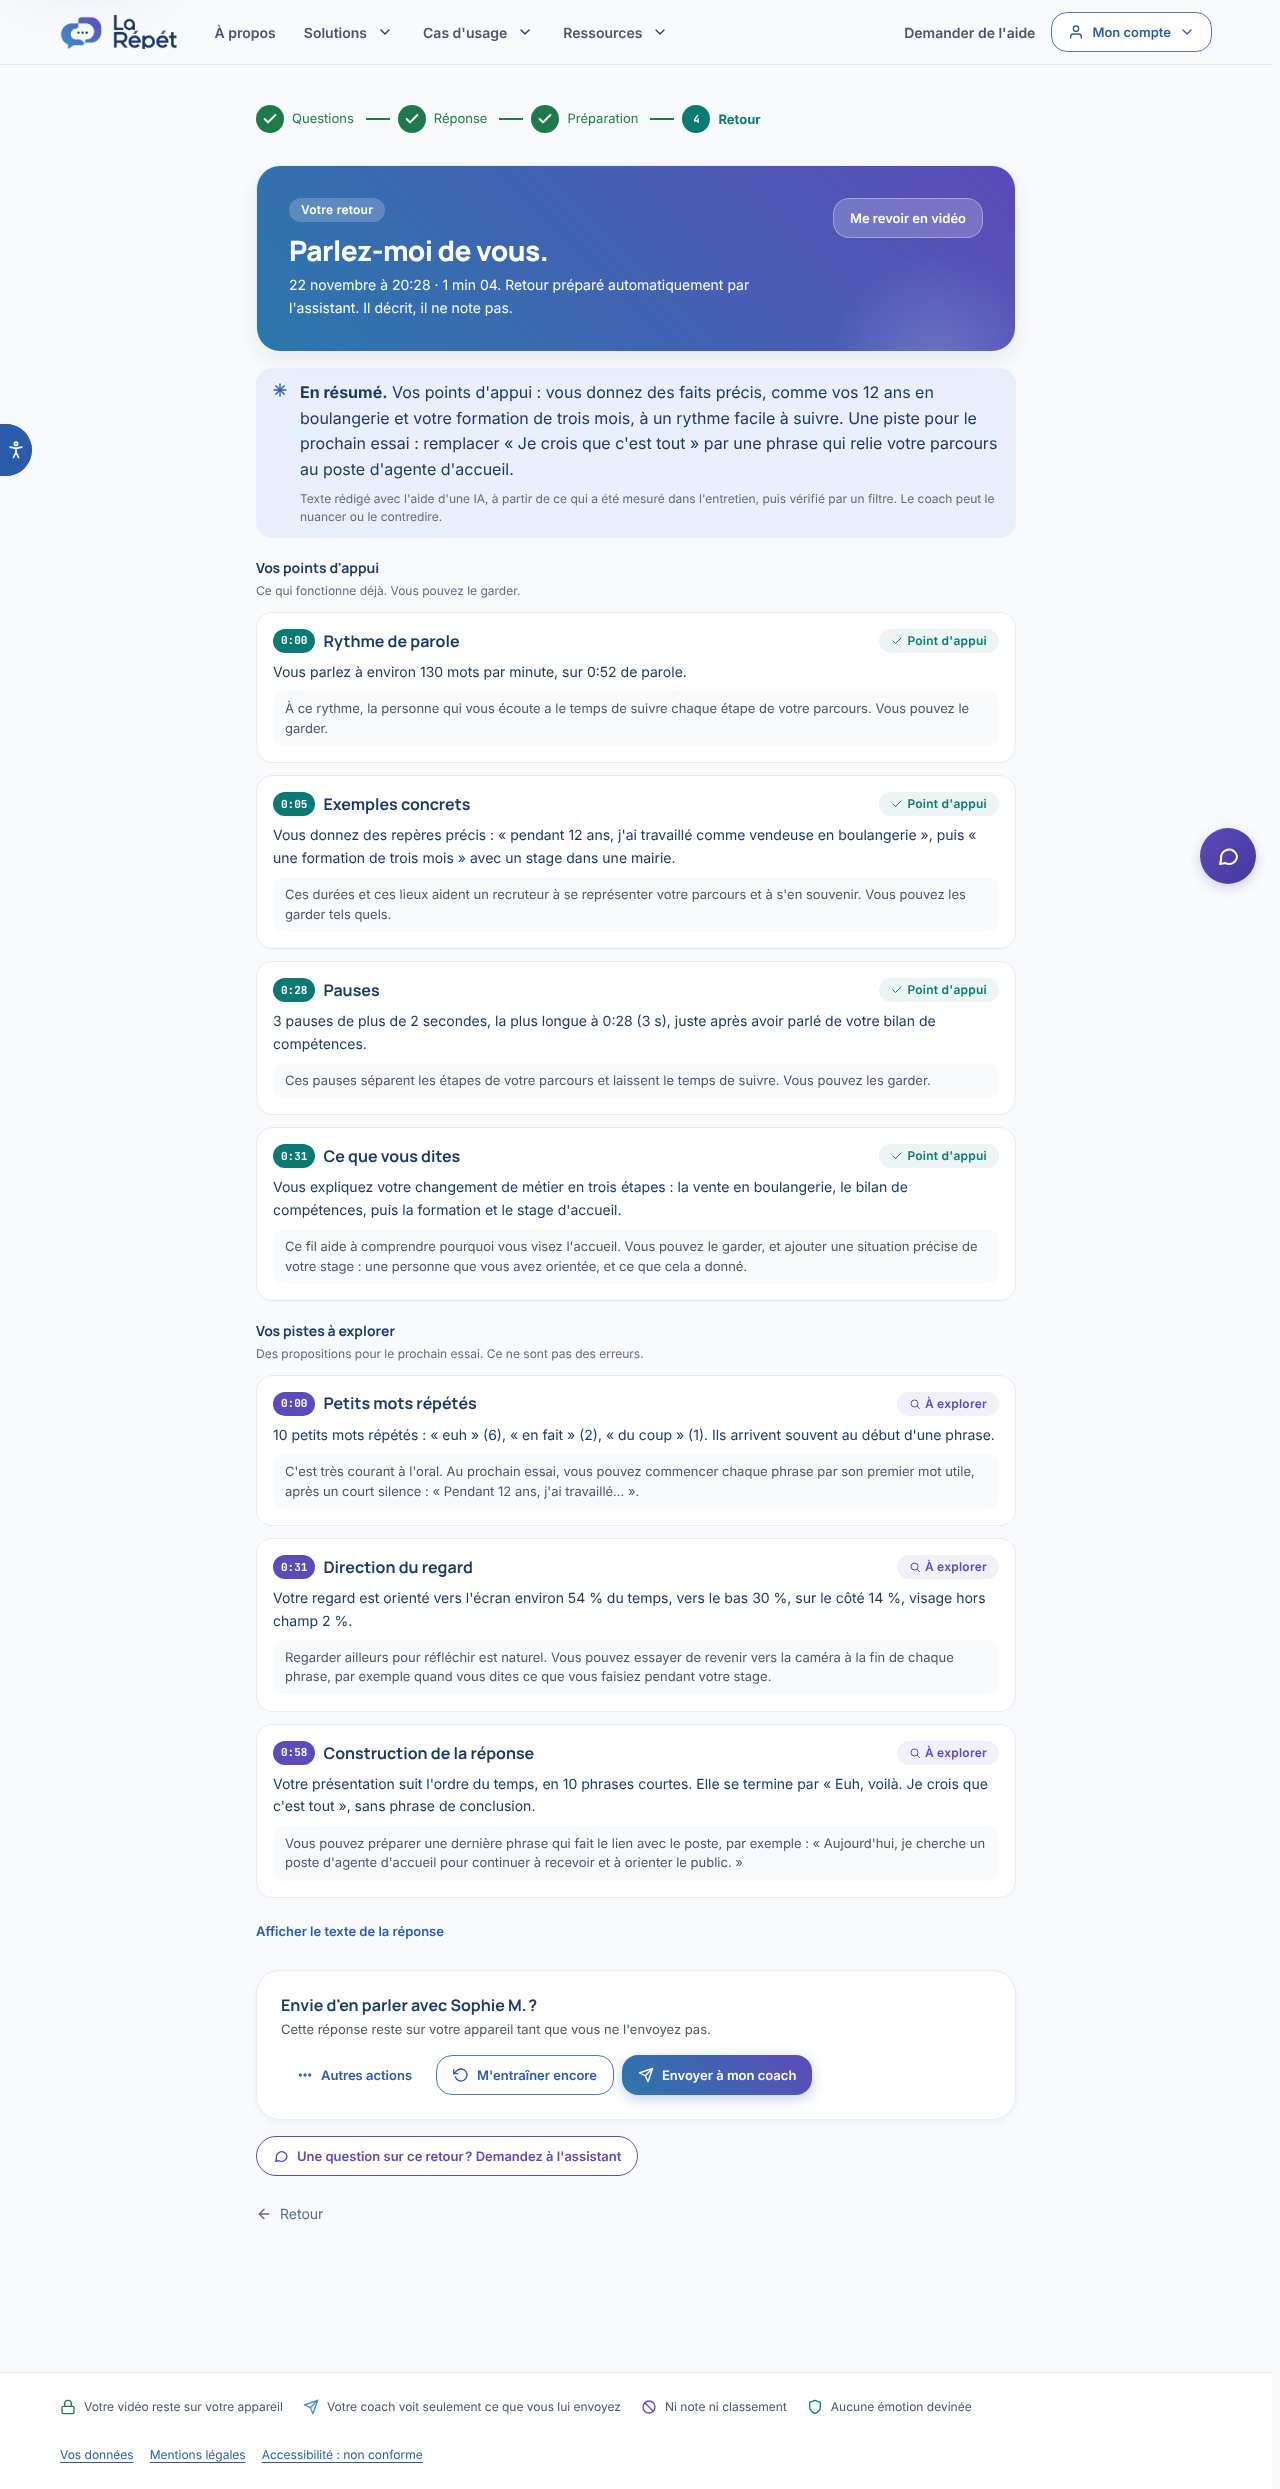 La Répét
À propos
Solutions
Cas d'usage
Ressources
Demander de l'aide
Mon compte
Questions
Réponse
Préparation
4
Retour
Votre retour
Me revoir en vidéo
Parlez-moi de vous.
22 novembre à 20:28 · 1 min 04. Retour préparé automatiquement par
l'assistant. Il décrit, il ne note pas.
En résumé. Vos points d'appui : vous donnez des faits précis, comme vos 12 ans en
boulangerie et votre formation de trois mois, à un rythme facile à suivre. Une piste pour le
prochain essai : remplacer « Je crois que c'est tout » par une phrase qui relie votre parcours
au poste d'agente d'accueil.
Texte rédigé avec l'aide d'une IA, à partir de ce qui a été mesuré dans l'entretien, puis vérifié par un filtre. Le coach peut le
nuancer ou le contredire.
Vos points d'appui
Ce qui fonctionne déjà. Vous pouvez le garder.
0:00 Rythme de parole
Point d'appui
Vous parlez à environ 130 mots par minute, sur 0:52 de parole.
À ce rythme, la personne qui vous écoute a le temps de suivre chaque étape de votre parcours. Vous pouvez le
garder.
0:05 Exemples concrets
Point d'appui
Vous donnez des repères précis : « pendant 12 ans, j'ai travaillé comme vendeuse en boulangerie », puis «
une formation de trois mois » avec un stage dans une mairie.
Ces durées et ces lieux aident un recruteur à se représenter votre parcours et à s'en souvenir. Vous pouvez les
garder tels quels.
0:28 Pauses
Point d'appui
3 pauses de plus de 2 secondes, la plus longue à 0:28 (3 s), juste après avoir parlé de votre bilan de
compétences.
Ces pauses séparent les étapes de votre parcours et laissent le temps de suivre. Vous pouvez les garder.
0:31 Ce que vous dites
Point d'appui
Vous expliquez votre changement de métier en trois étapes : la vente en boulangerie, le bilan de
compétences, puis la formation et le stage d'accueil.
Ce fil aide à comprendre pourquoi vous visez l'accueil. Vous pouvez le garder, et ajouter une situation précise de
votre stage : une personne que vous avez orientée, et ce que cela a donné.
Vos pistes à explorer
Des propositions pour le prochain essai. Ce ne sont pas des erreurs.
0:00 Petits mots répétés
À explorer
10 petits mots répétés : « euh » (6), « en fait » (2), « du coup » (1). Ils arrivent souvent au début d'une phrase.
C'est très courant à l'oral. Au prochain essai, vous pouvez commencer chaque phrase par son premier mot utile,
après un court silence : « Pendant 12 ans, j'ai travaillé... ».
0:31 Direction du regard
À explorer
Votre regard est orienté vers l'écran environ 54 % du temps, vers le bas 30 %, sur le côté 14 %, visage hors
champ 2 %.
Regarder ailleurs pour réfléchir est naturel. Vous pouvez essayer de revenir vers la caméra à la fin de chaque
phrase, par exemple quand vous dites ce que vous faisiez pendant votre stage.
0:58 Construction de la réponse
À explorer
Votre présentation suit l'ordre du temps, en 10 phrases courtes. Elle se termine par « Euh, voilà. Je crois que
c'est tout », sans phrase de conclusion.
Vous pouvez préparer une dernière phrase qui fait le lien avec le poste, par exemple : « Aujourd'hui, je cherche un
poste d'agente d'accueil pour continuer à recevoir et à orienter le public. »
Afficher le texte de la réponse
Envie d'en parler avec Sophie M. ?
Cette réponse reste sur votre appareil tant que vous ne l'envoyez pas.
Autres actions
M'entraîner encore
Envoyer à mon coach
Une question sur ce retour ? Demandez à l'assistant
Retour
Votre vidéo reste sur votre appareil
Votre coach voit seulement ce que vous lui envoyez
Ni note ni classement
Aucune émotion devinée
Vos données
Mentions légales
Accessibilité : non conforme